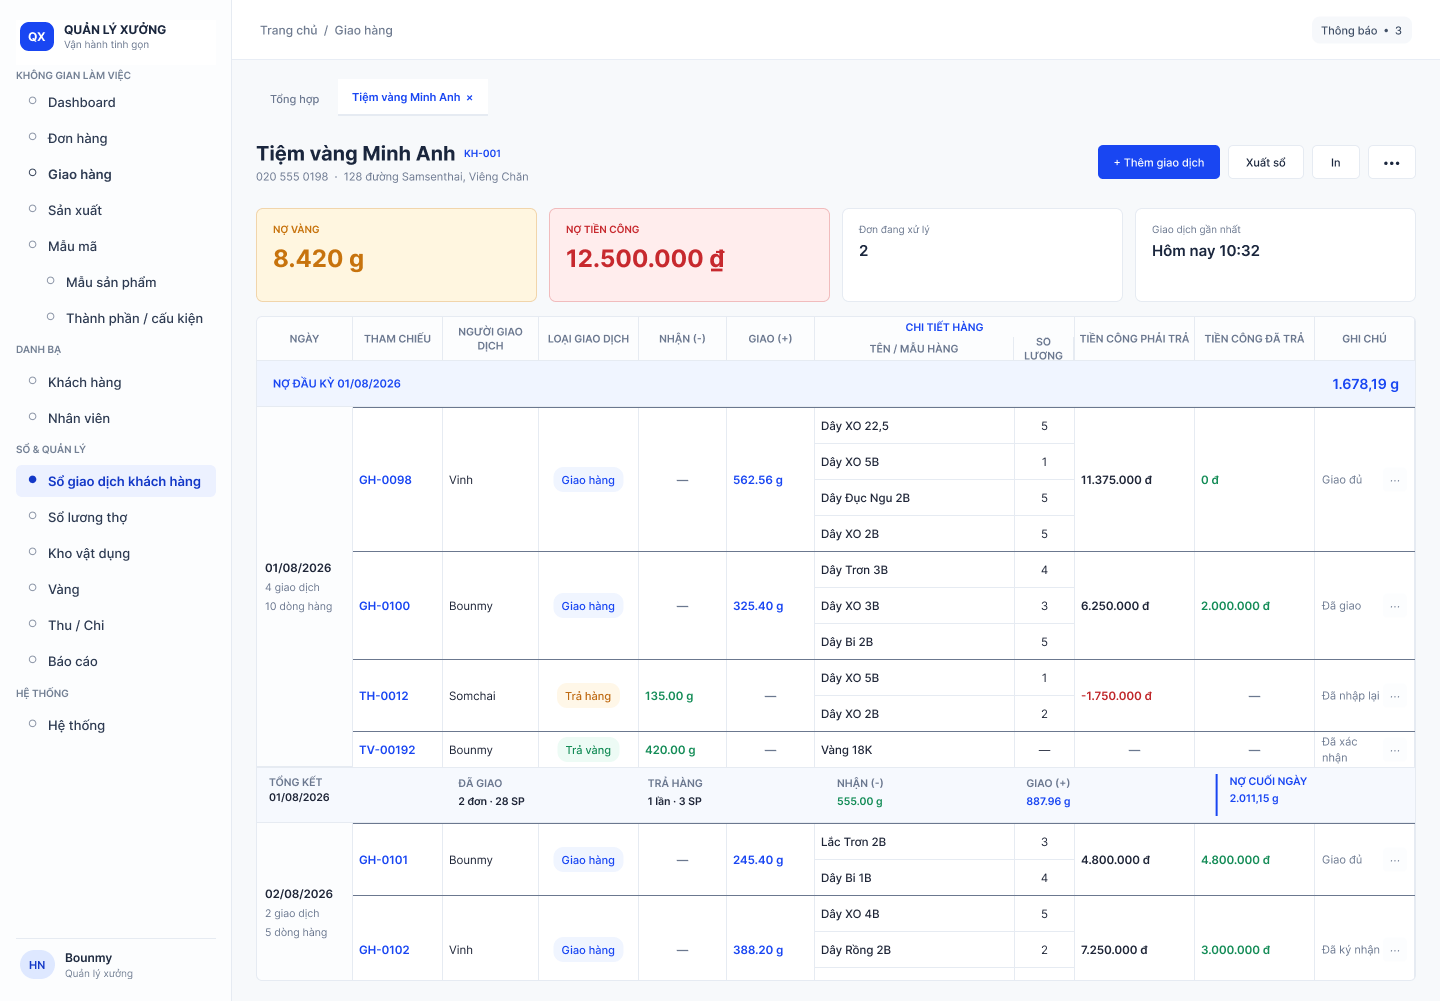 QX
QUẢN LÝ XƯỞNG
Vận hành tinh gọn
KHÔNG GIAN LÀM VIỆC
Dashboard
Đơn hàng
Giao hàng
Sản xuất
Mẫu mã
Mẫu sản phẩm
Thành phần / cấu kiện
DANH BẠ
Khách hàng
Nhân viên
SỔ & QUẢN LÝ
Sổ giao dịch khách hàng
Sổ lương thợ
Kho vật dụng
Vàng
Thu / Chi
Báo cáo
HỆ THỐNG
Hệ thống
HN
Bounmy
Quản lý xưởng
Trang chủ / Giao hàng
Thông báo • 3
Tổng hợp
Tiệm vàng Minh Anh ×
Tiệm vàng Minh Anh KH-001
020 555 0198 · 128 đường Samsenthai, Viêng Chăn
+ Thêm giao dịch
Xuất sổ
In
•••
NỢ VÀNG
8.420 g
NỢ TIỀN CÔNG
12.500.000 ₫
Đơn đang xử lý
2
Giao dịch gần nhất
Hôm nay 10:32
NGÀY
THAM CHIẾU
NGƯỜI GIAO
DỊCH
LOẠI GIAO DỊCH
NHẬN (-)
GIAO (+)
CHI TIẾT HÀNG
TÊN / MẪU HÀNG
SO
LƯỢNG
TIỀN CÔNG PHẢI TRẢ
TIỀN CÔNG ĐÃ TRẢ
GHI CHÚ
NỢ ĐẦU KỲ 01/08/2026
1.678,19 g
01/08/2026
4 giao dịch
10 dòng hàng
GH-0098
Vinh
Giao hàng
—
562.56 g
Dây XO 22,5
5
Dây XO 5B
1
Dây Đục Ngu 2B
5
Dây XO 2B
5
11.375.000 đ
0 đ
Giao đủ
···
GH-0100
Bounmy
Giao hàng
—
325.40 g
Dây Trơn 3B
4
Dây XO 3B
3
Dây Bi 2B
5
6.250.000 đ
2.000.000 đ
Đã giao
···
TH-0012
Somchai
Trả hàng
135.00 g
—
Dây XO 5B
1
Dây XO 2B
2
-1.750.000 đ
—
Đã nhập lại
···
TV-00192
Bounmy
Trả vàng
420.00 g
—
Vàng 18K
—
—
—
Đã xác
nhận
···
TỔNG KẾT
01/08/2026
ĐÃ GIAO
2 đơn · 28 SP
TRẢ HÀNG
1 lần · 3 SP
NHẬN (-)
555.00 g
GIAO (+)
887.96 g
NỢ CUỐI NGÀY
2.011,15 g
02/08/2026
2 giao dịch
5 dòng hàng
GH-0101
Bounmy
Giao hàng
—
245.40 g
Lắc Trơn 2B
3
Dây Bi 1B
4
4.800.000 đ
4.800.000 đ
Giao đủ
···
GH-0102
Vinh
Giao hàng
—
388.20 g
Dây XO 4B
5
Dây Rồng 2B
2
7.250.000 đ
3.000.000 đ
Đã ký nhận
···